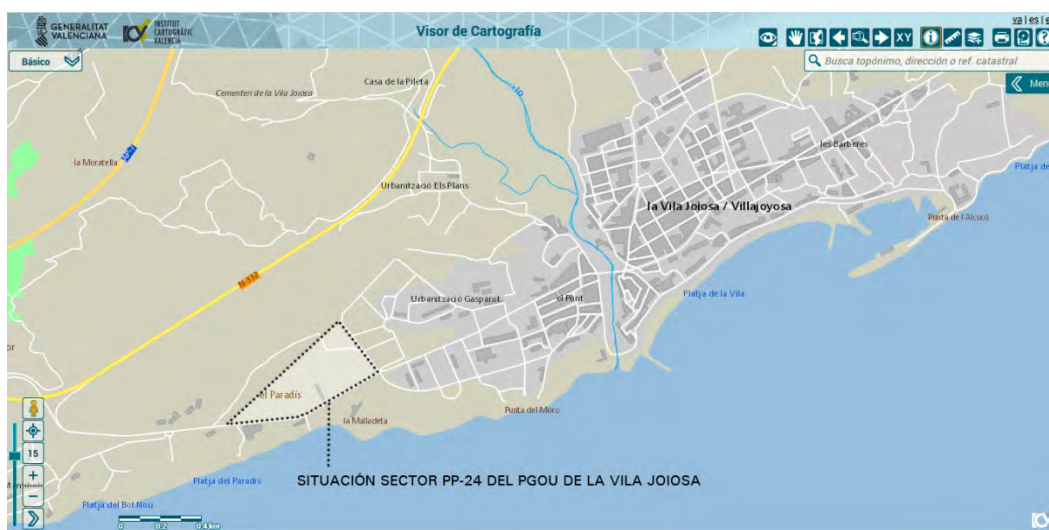 GENERALITAT
VALENCIANA
INSTITUT
CARTOGRÀFIC
VALENCIÀ
Visor de Cartografía
va | es |
XY
Básico
Busca topónimo, dirección o ref. catastral
Menú
Casa de la Pileta
Cementeri de la Vila Joiosa
la Moratella
les Barberes
Urbanització Els Plans
la Vila Joiosa / Villajoyosa
Platja de
Punta de l'Alcocó
N-332
Platja de la Vila
Urbanització Gasparot
el Pont
el Paradís
la Malladeta
Punta del Moro
15
+
−
SITUACIÓN SECTOR PP-24 DEL PGOU DE LA VILA JOIOSA
Platja del Paradís
Platja del Bol Nou
0 0.2 0.4 km